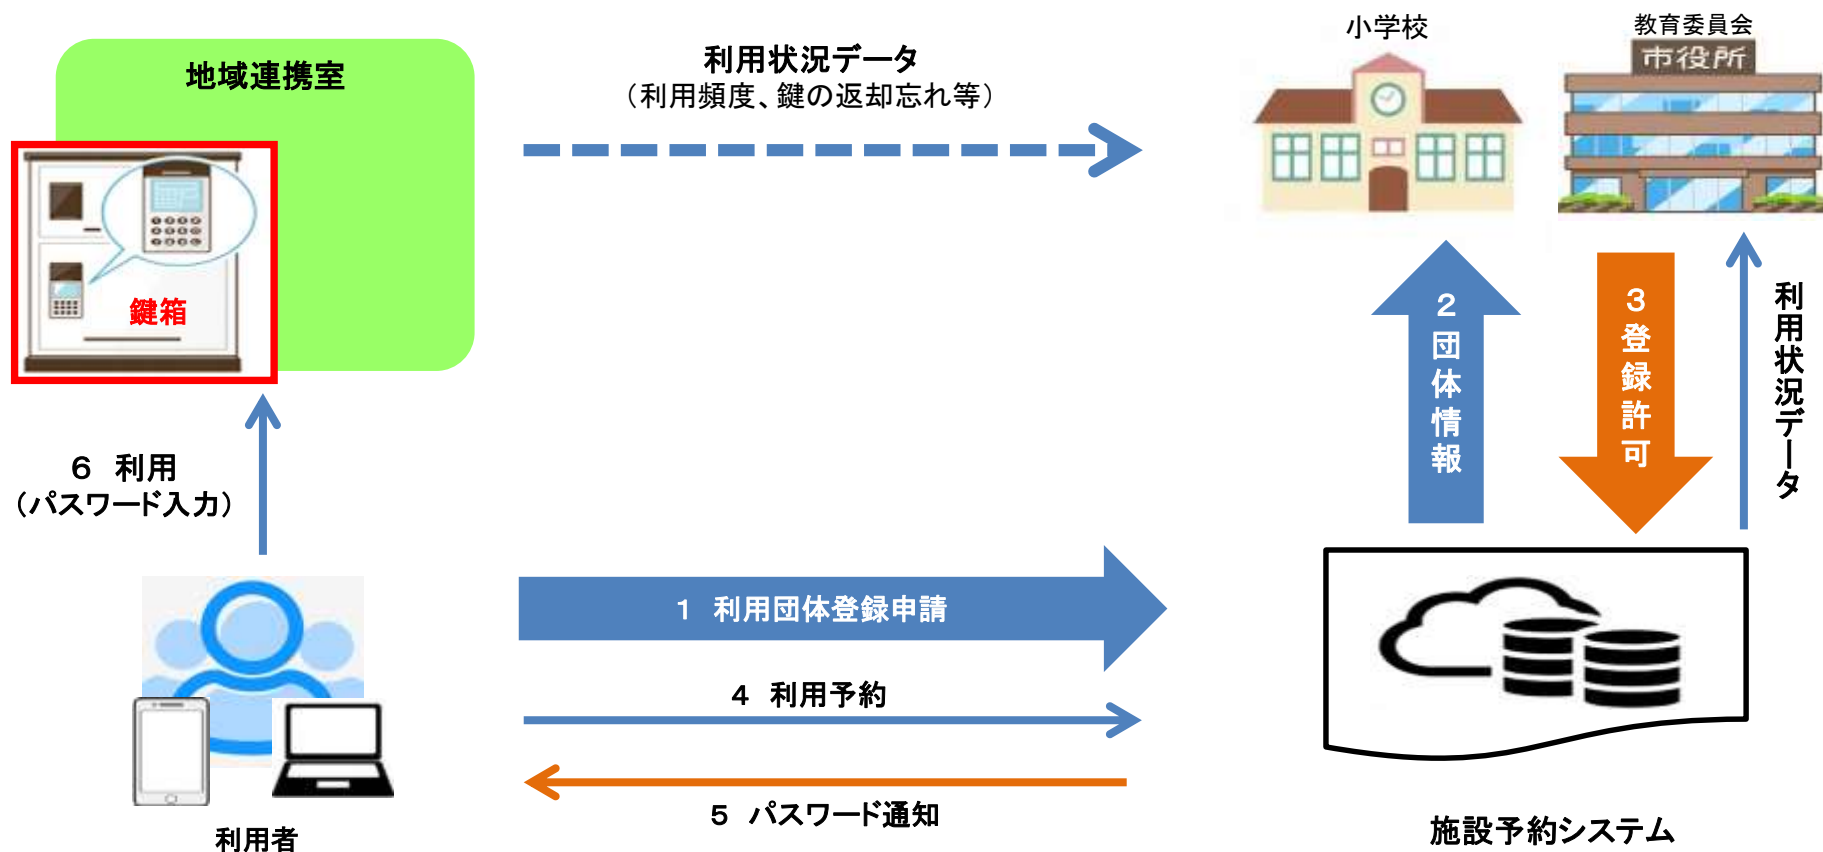 小学校
教育委員会
市役所
地域連携室
利用状況データ
（利用頻度、鍵の返却忘れ等）
鍵箱
２団体情報
３登録許可
利用状況データ
６　利用
（パスワード入力）
１　利用団体登録申請
４　利用予約
５　パスワード通知
利用者
施設予約システム